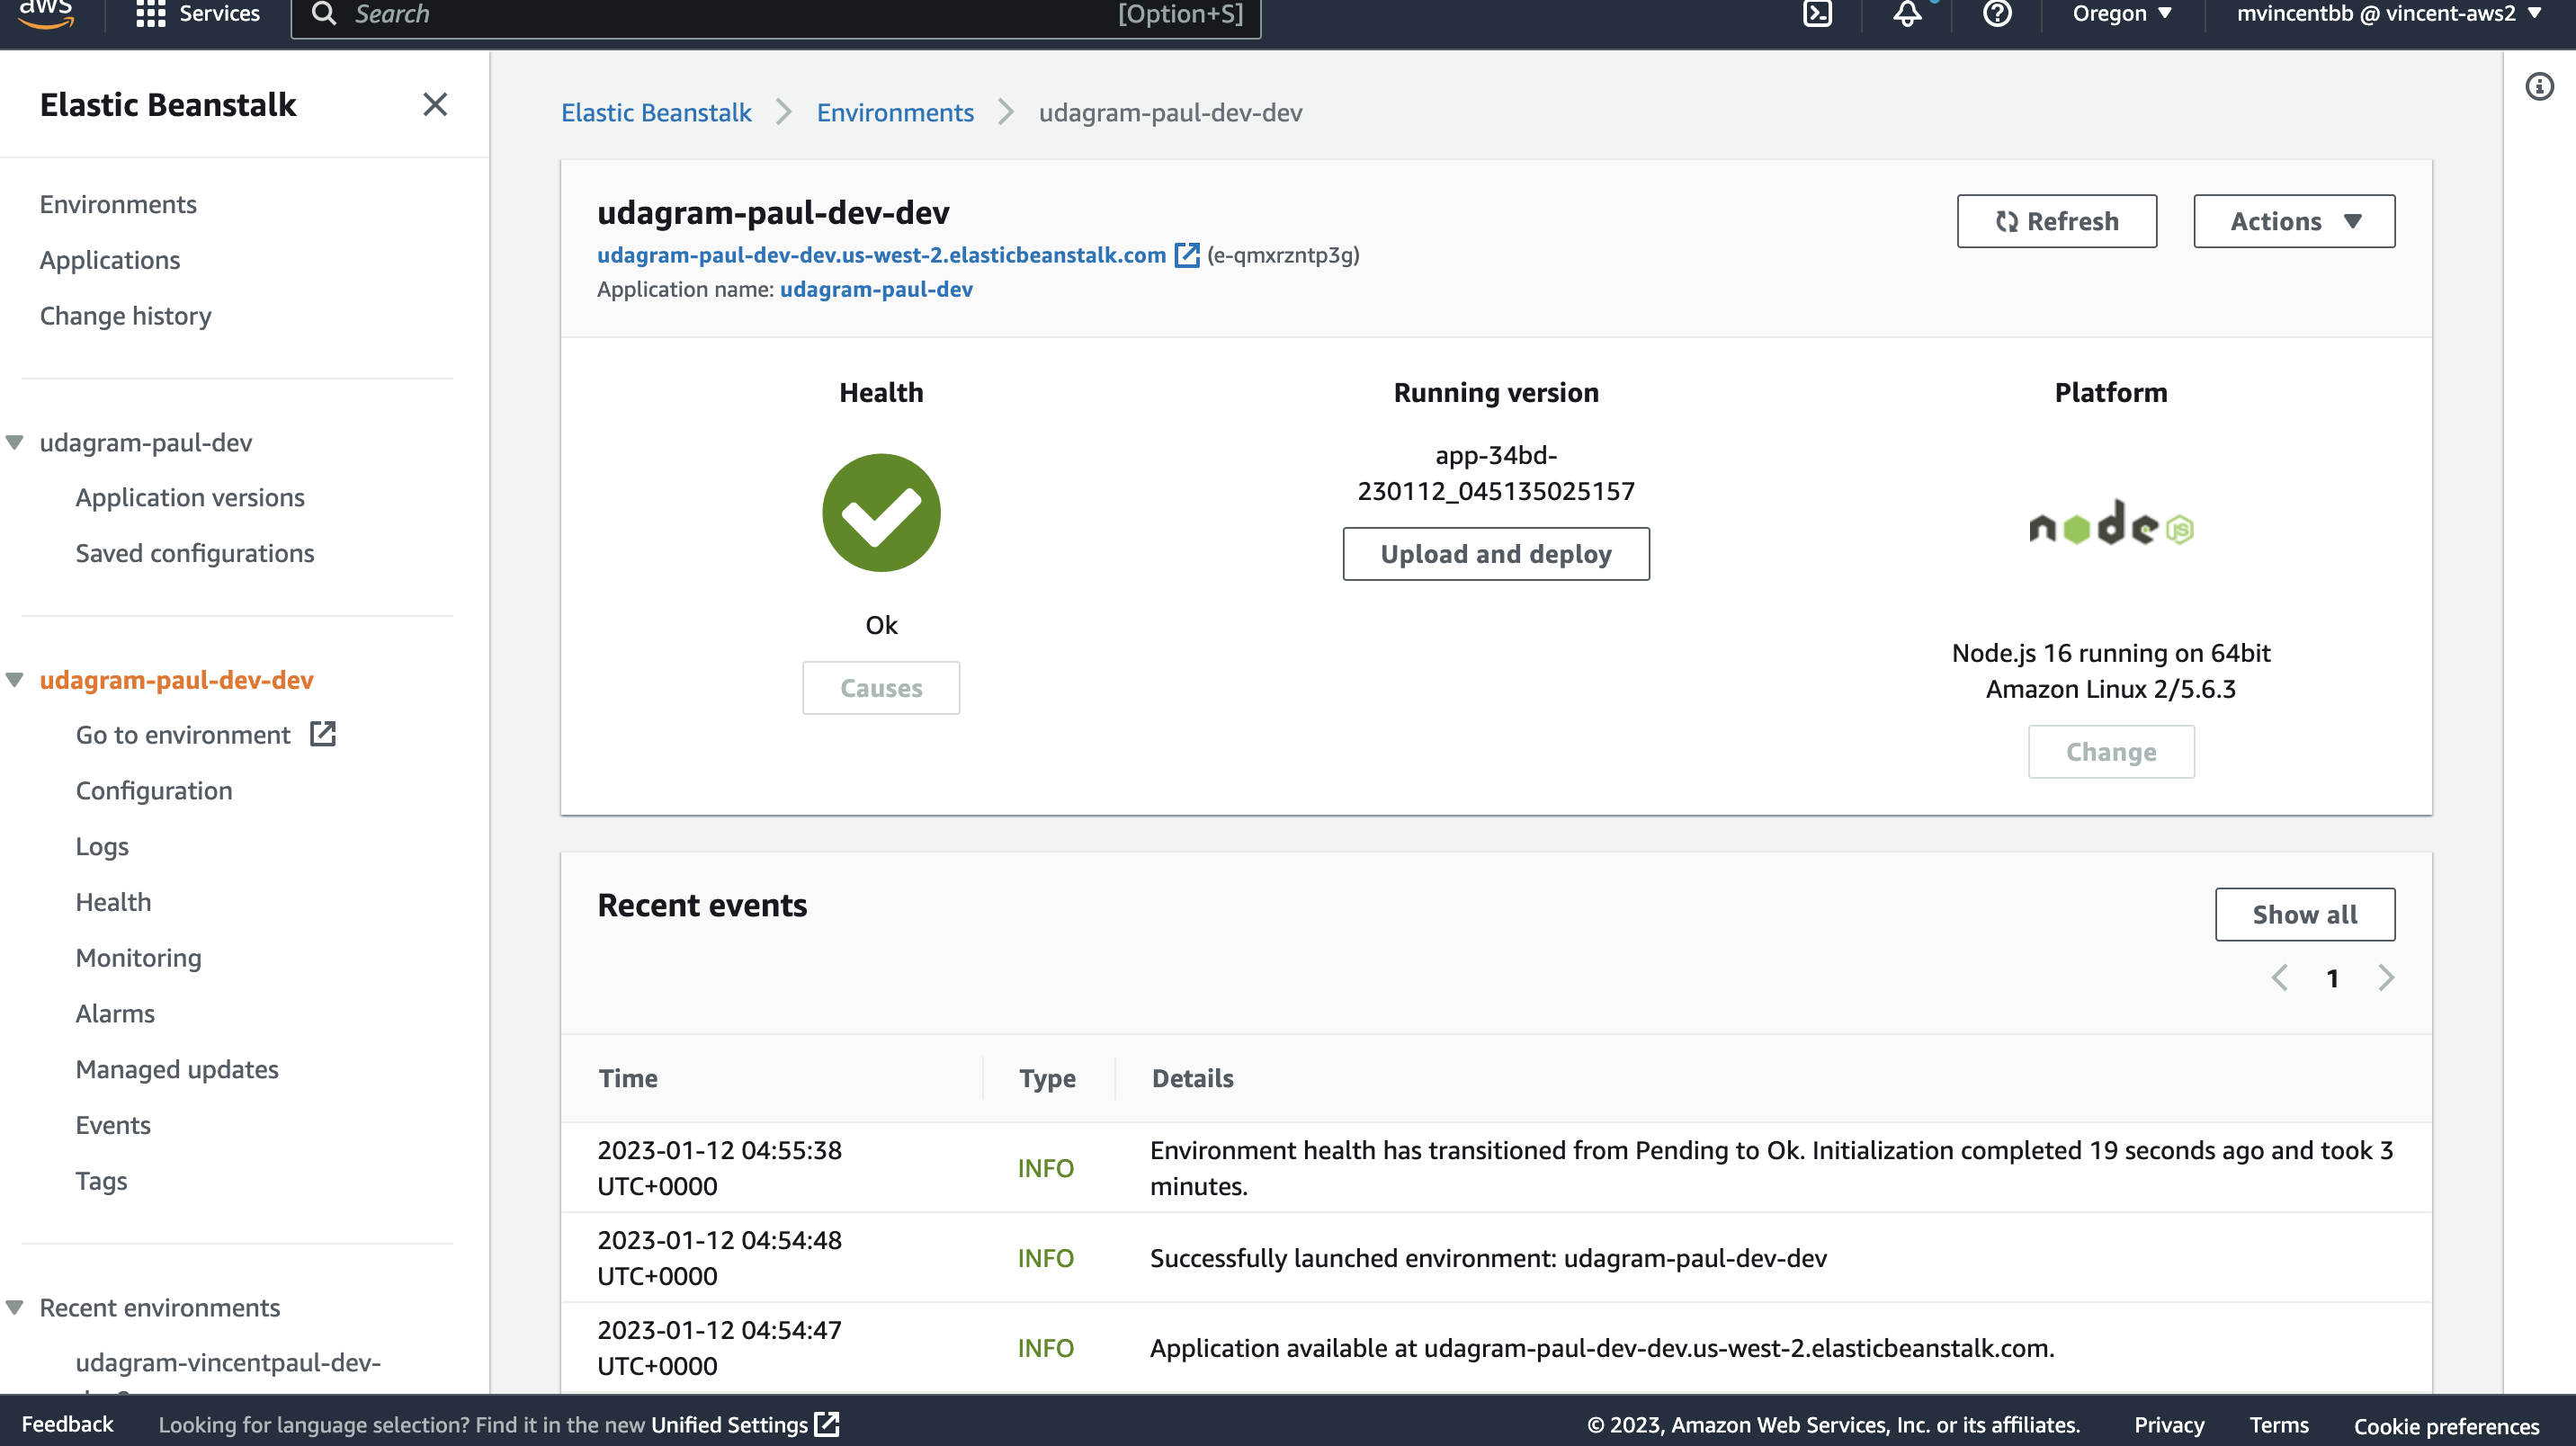 aws
Services
Search
[Option+S]
Oregon
mvincentbb @ vincent-aws2
Elastic Beanstalk
Environments
Applications
Change history
udagram-paul-dev
Application versions
Saved configurations
udagram-paul-dev-dev
Go to environment
Configuration
Logs
Health
Monitoring
Alarms
Managed updates
Events
Tags
Recent environments
udagram-vincentpaul-dev-
Elastic Beanstalk
Environments
udagram-paul-dev-dev
udagram-paul-dev-dev
udagram-paul-dev-dev.us-west-2.elasticbeanstalk.com (e-qmxrzntp3g)
Application name: udagram-paul-dev
Refresh
Actions
Health
Ok
Causes
Running version
app-34bd-
230112_045135025157
Upload and deploy
Platform
node JS
Node.js 16 running on 64bit
Amazon Linux 2/5.6.3
Change
Recent events
Show all
1
Time
Type
Details
2023-01-12 04:55:38
UTC+0000
INFO
Environment health has transitioned from Pending to Ok. Initialization completed 19 seconds ago and took 3
minutes.
2023-01-12 04:54:48
UTC+0000
INFO
Successfully launched environment: udagram-paul-dev-dev
2023-01-12 04:54:47
UTC+0000
INFO
Application available at udagram-paul-dev-dev.us-west-2.elasticbeanstalk.com.
Feedback
Looking for language selection? Find it in the new Unified Settings
© 2023, Amazon Web Services, Inc. or its affiliates.
Privacy
Terms
Cookie preferences